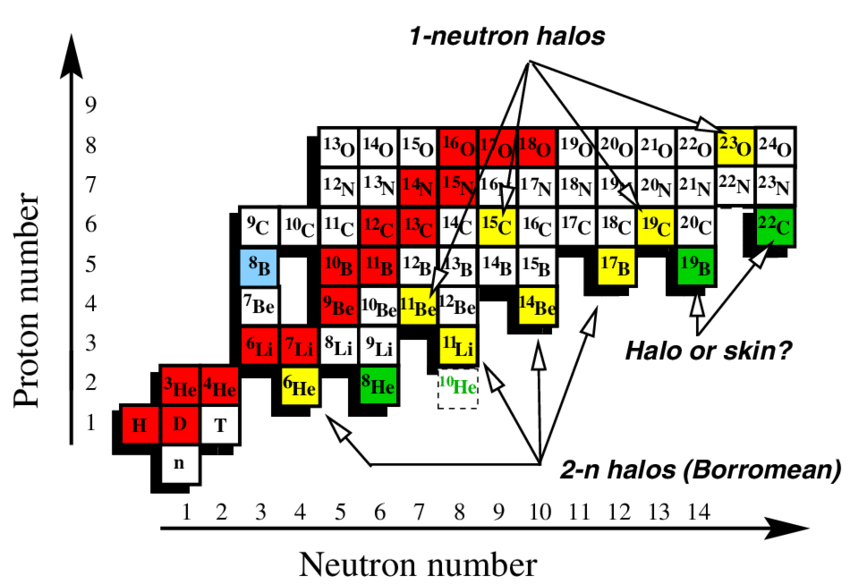 1-neutron halos
9
8 13O 14O 15O 16O 17O 18O 19O 20O 21O 22O 23O 24O
7 12N 13N 14N 15N 16N 17N 18N 19N 20N 21N 22N 23N
6 9C 10C 11C 12C 13C 14C 15C 16C 17C 18C 19C 20C 22C
5 8B 10B 11B 12B 13B 14B 15B 17B 19B
4 7Be 9Be 10Be 11Be 12Be 14Be
3 6Li 7Li 8Li 9Li 11Li
Halo or skin?
2 3He 4He 6He 8He 10He
1 H D T
n
2-n halos (Borromean)
1 2 3 4 5 6 7 8 9 10 11 12 13 14
Neutron number
Proton number